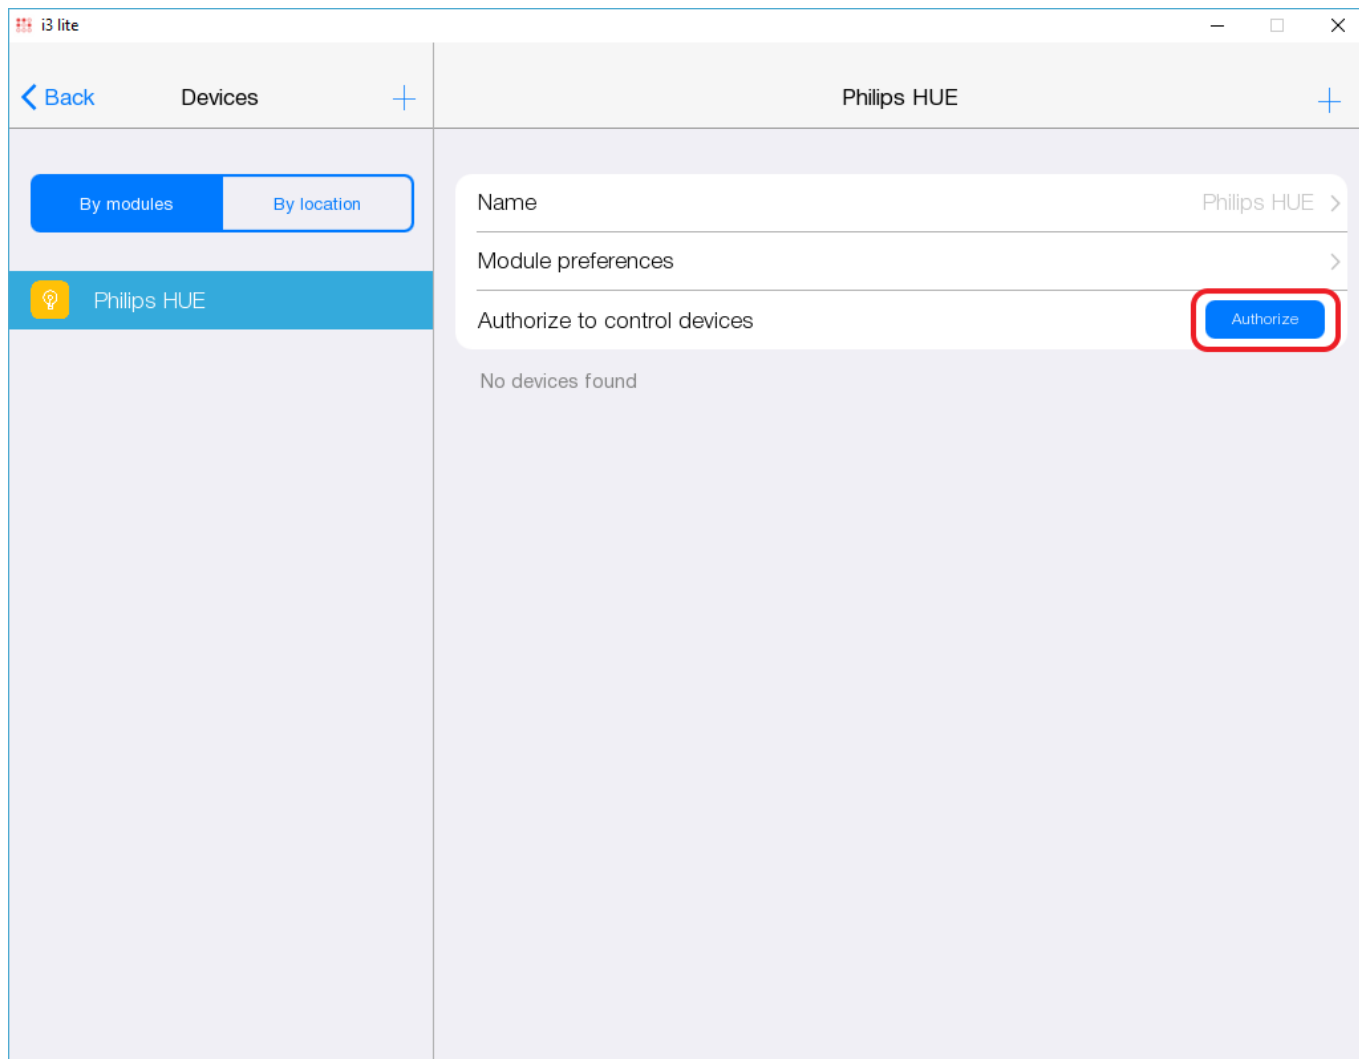 i3 lite
Back
Devices
Philips HUE
By modules
By location
Philips HUE
Name
Philips HUE
Module preferences
Authorize to control devices
Authorize
No devices found